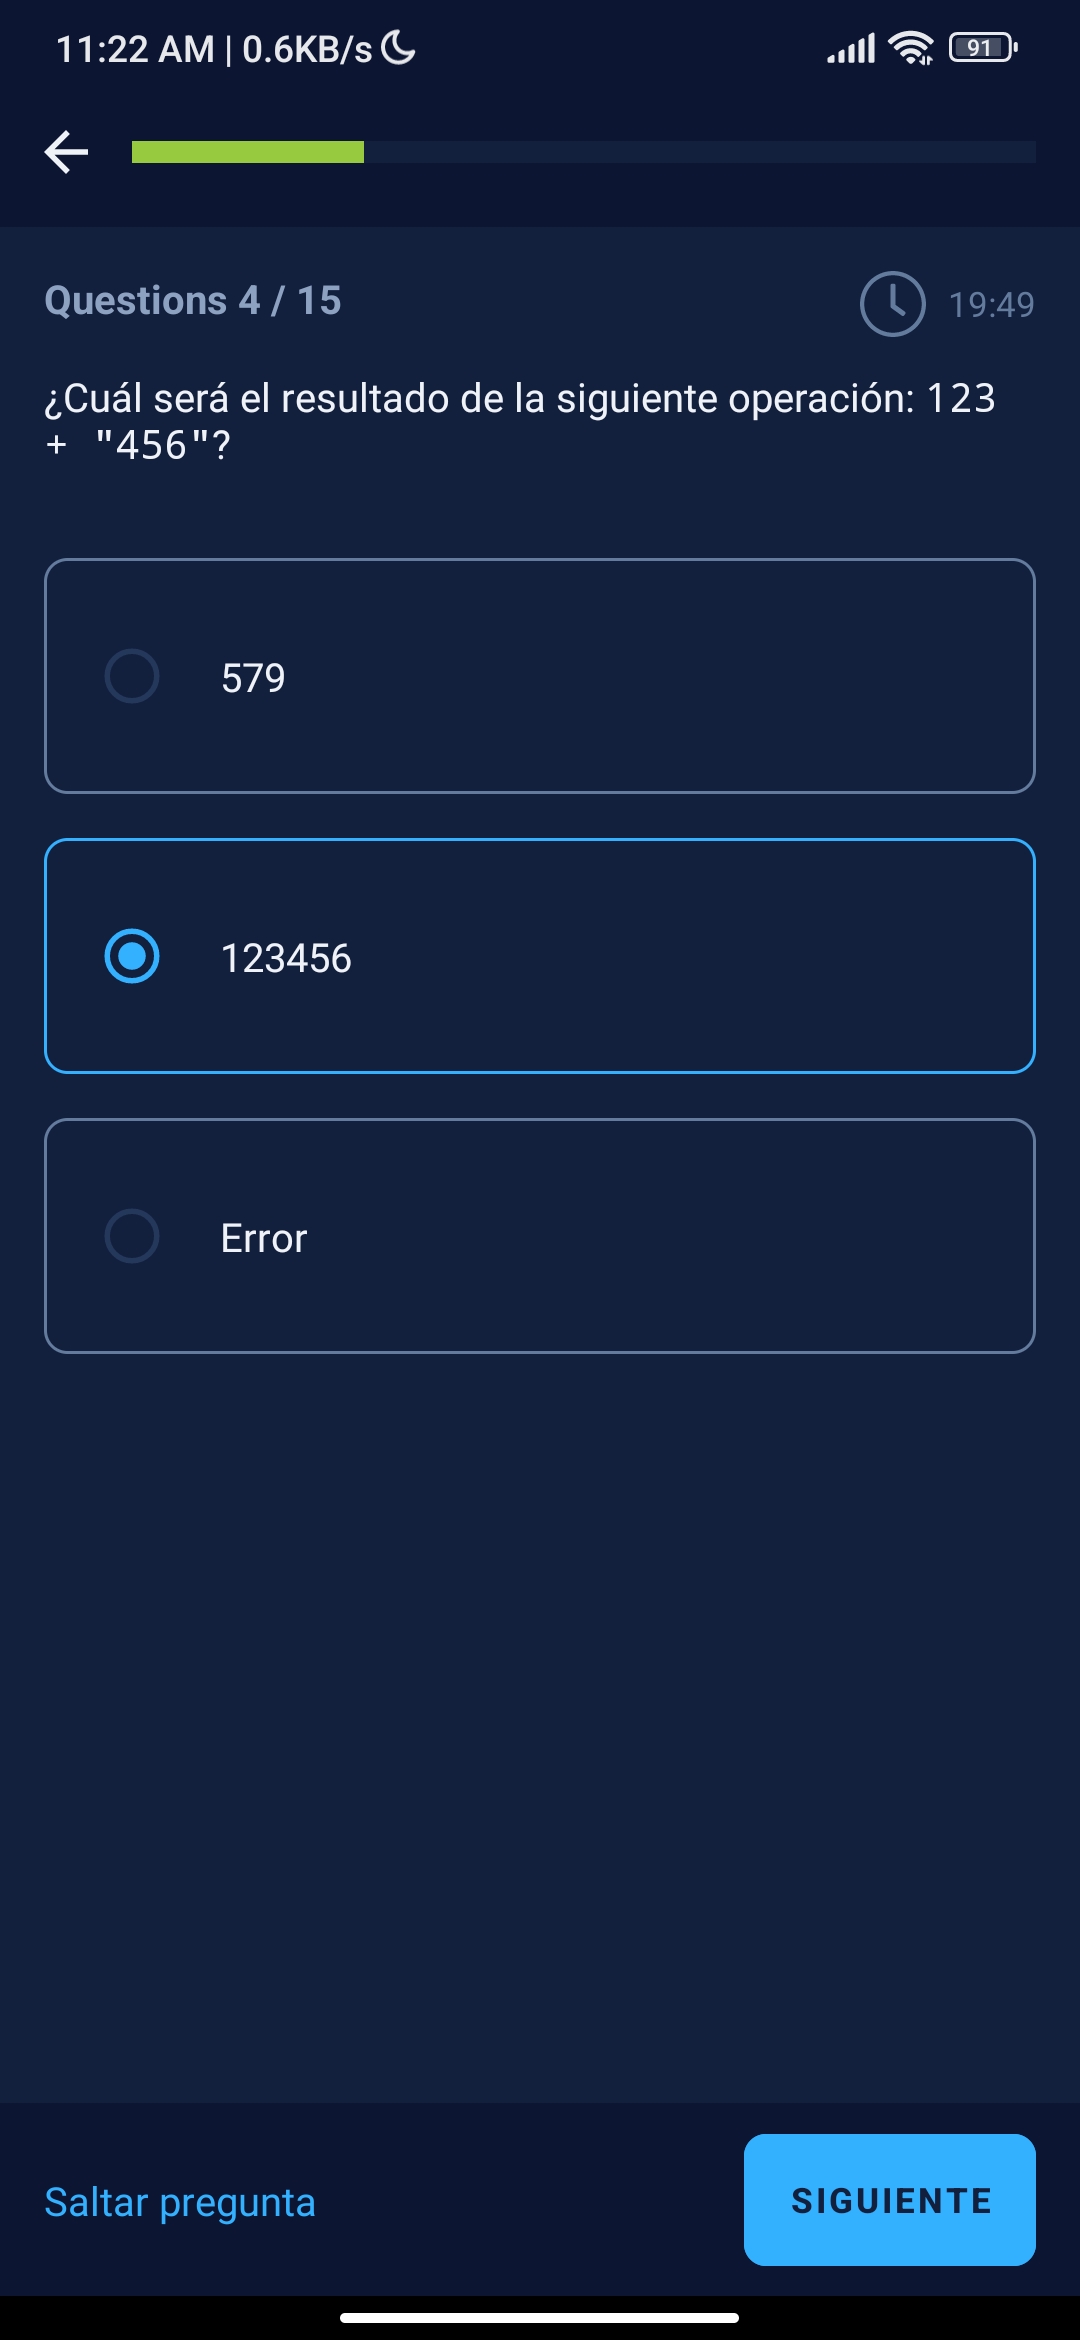 11:22 AM | 0.6KB/s
91
Questions 4 / 15
19:49
¿Cuál será el resultado de la siguiente operación: 123
+ "456"?
579
123456
Error
Saltar pregunta
SIGUIENTE